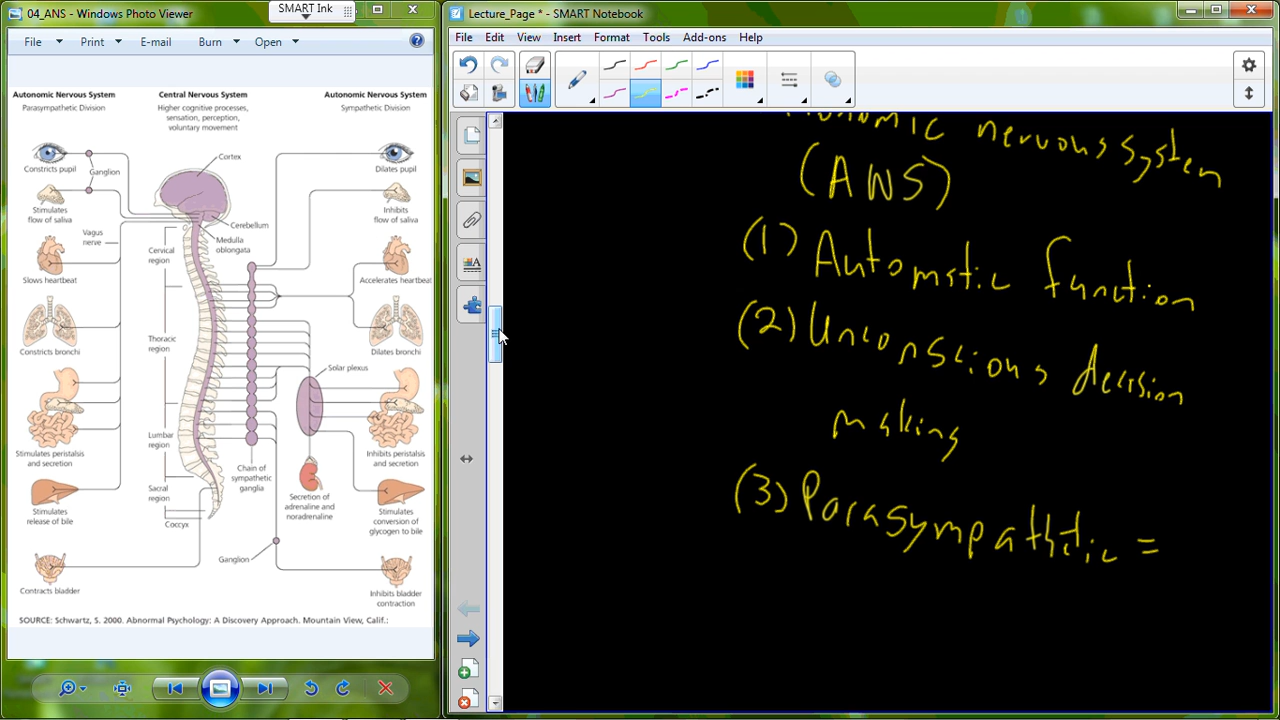 04_ANS - Windows Photo Viewer
SMART Ink
File Print E-mail Burn Open
Autonomic Nervous System
Parasympathetic Division
Central Nervous System
Higher cognitive processes,
sensation, perception,
voluntary movement
Autonomic Nervous System
Sympathetic Division
Constricts pupil
Ganglion
Cortex
Dilates pupil
Stimulates
flow of saliva
Cerebellum
Inhibits
flow of saliva
Vagus
nerve
Medulla
oblongata
Cervical
region
Slows heartbeat
Accelerates heartbeat
Constricts bronchi
Thoracic
region
Dilates bronchi
Solar plexus
Stimulates peristalsis
and secretion
Lumbar
region
Inhibits peristalsis
and secretion
Chain of
sympathetic
ganglia
Secretion of
adrenaline and
noradrenaline
Stimulates
release of bile
Sacral
region
Coccyx
Stimulates
conversion of
glycogen to bile
Ganglion
Contracts bladder
Inhibits bladder
contraction
SOURCE: Schwartz, S. 2000. Abnormal Psychology: A Discovery Approach. Mountain View, Calif.:
Lecture_Page * - SMART Notebook
File Edit View Insert Format Tools Add-ons Help
nervous system
(ANS)
(1) Automatic function
(2) Unconscious decision
making
(3) Parasympathetic =